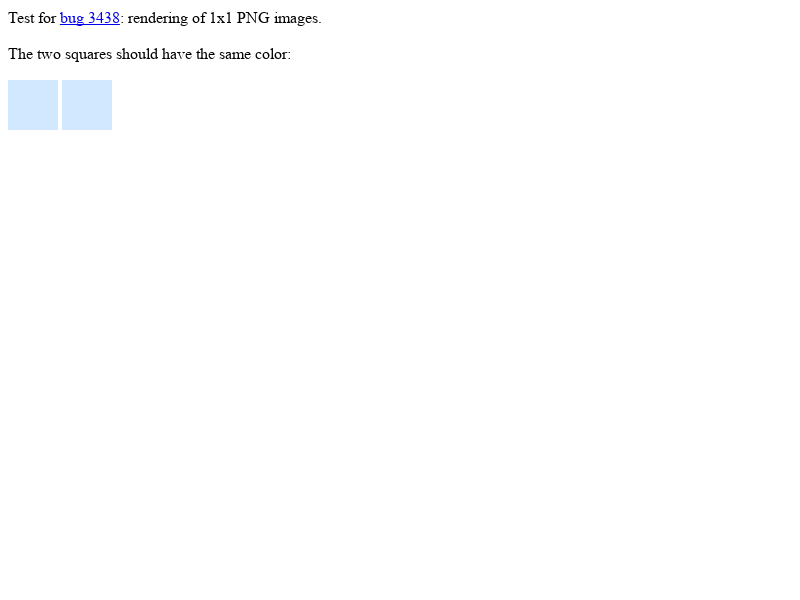 Test for bug 3438: rendering of 1x1 PNG images.
The two squares should have the same color: